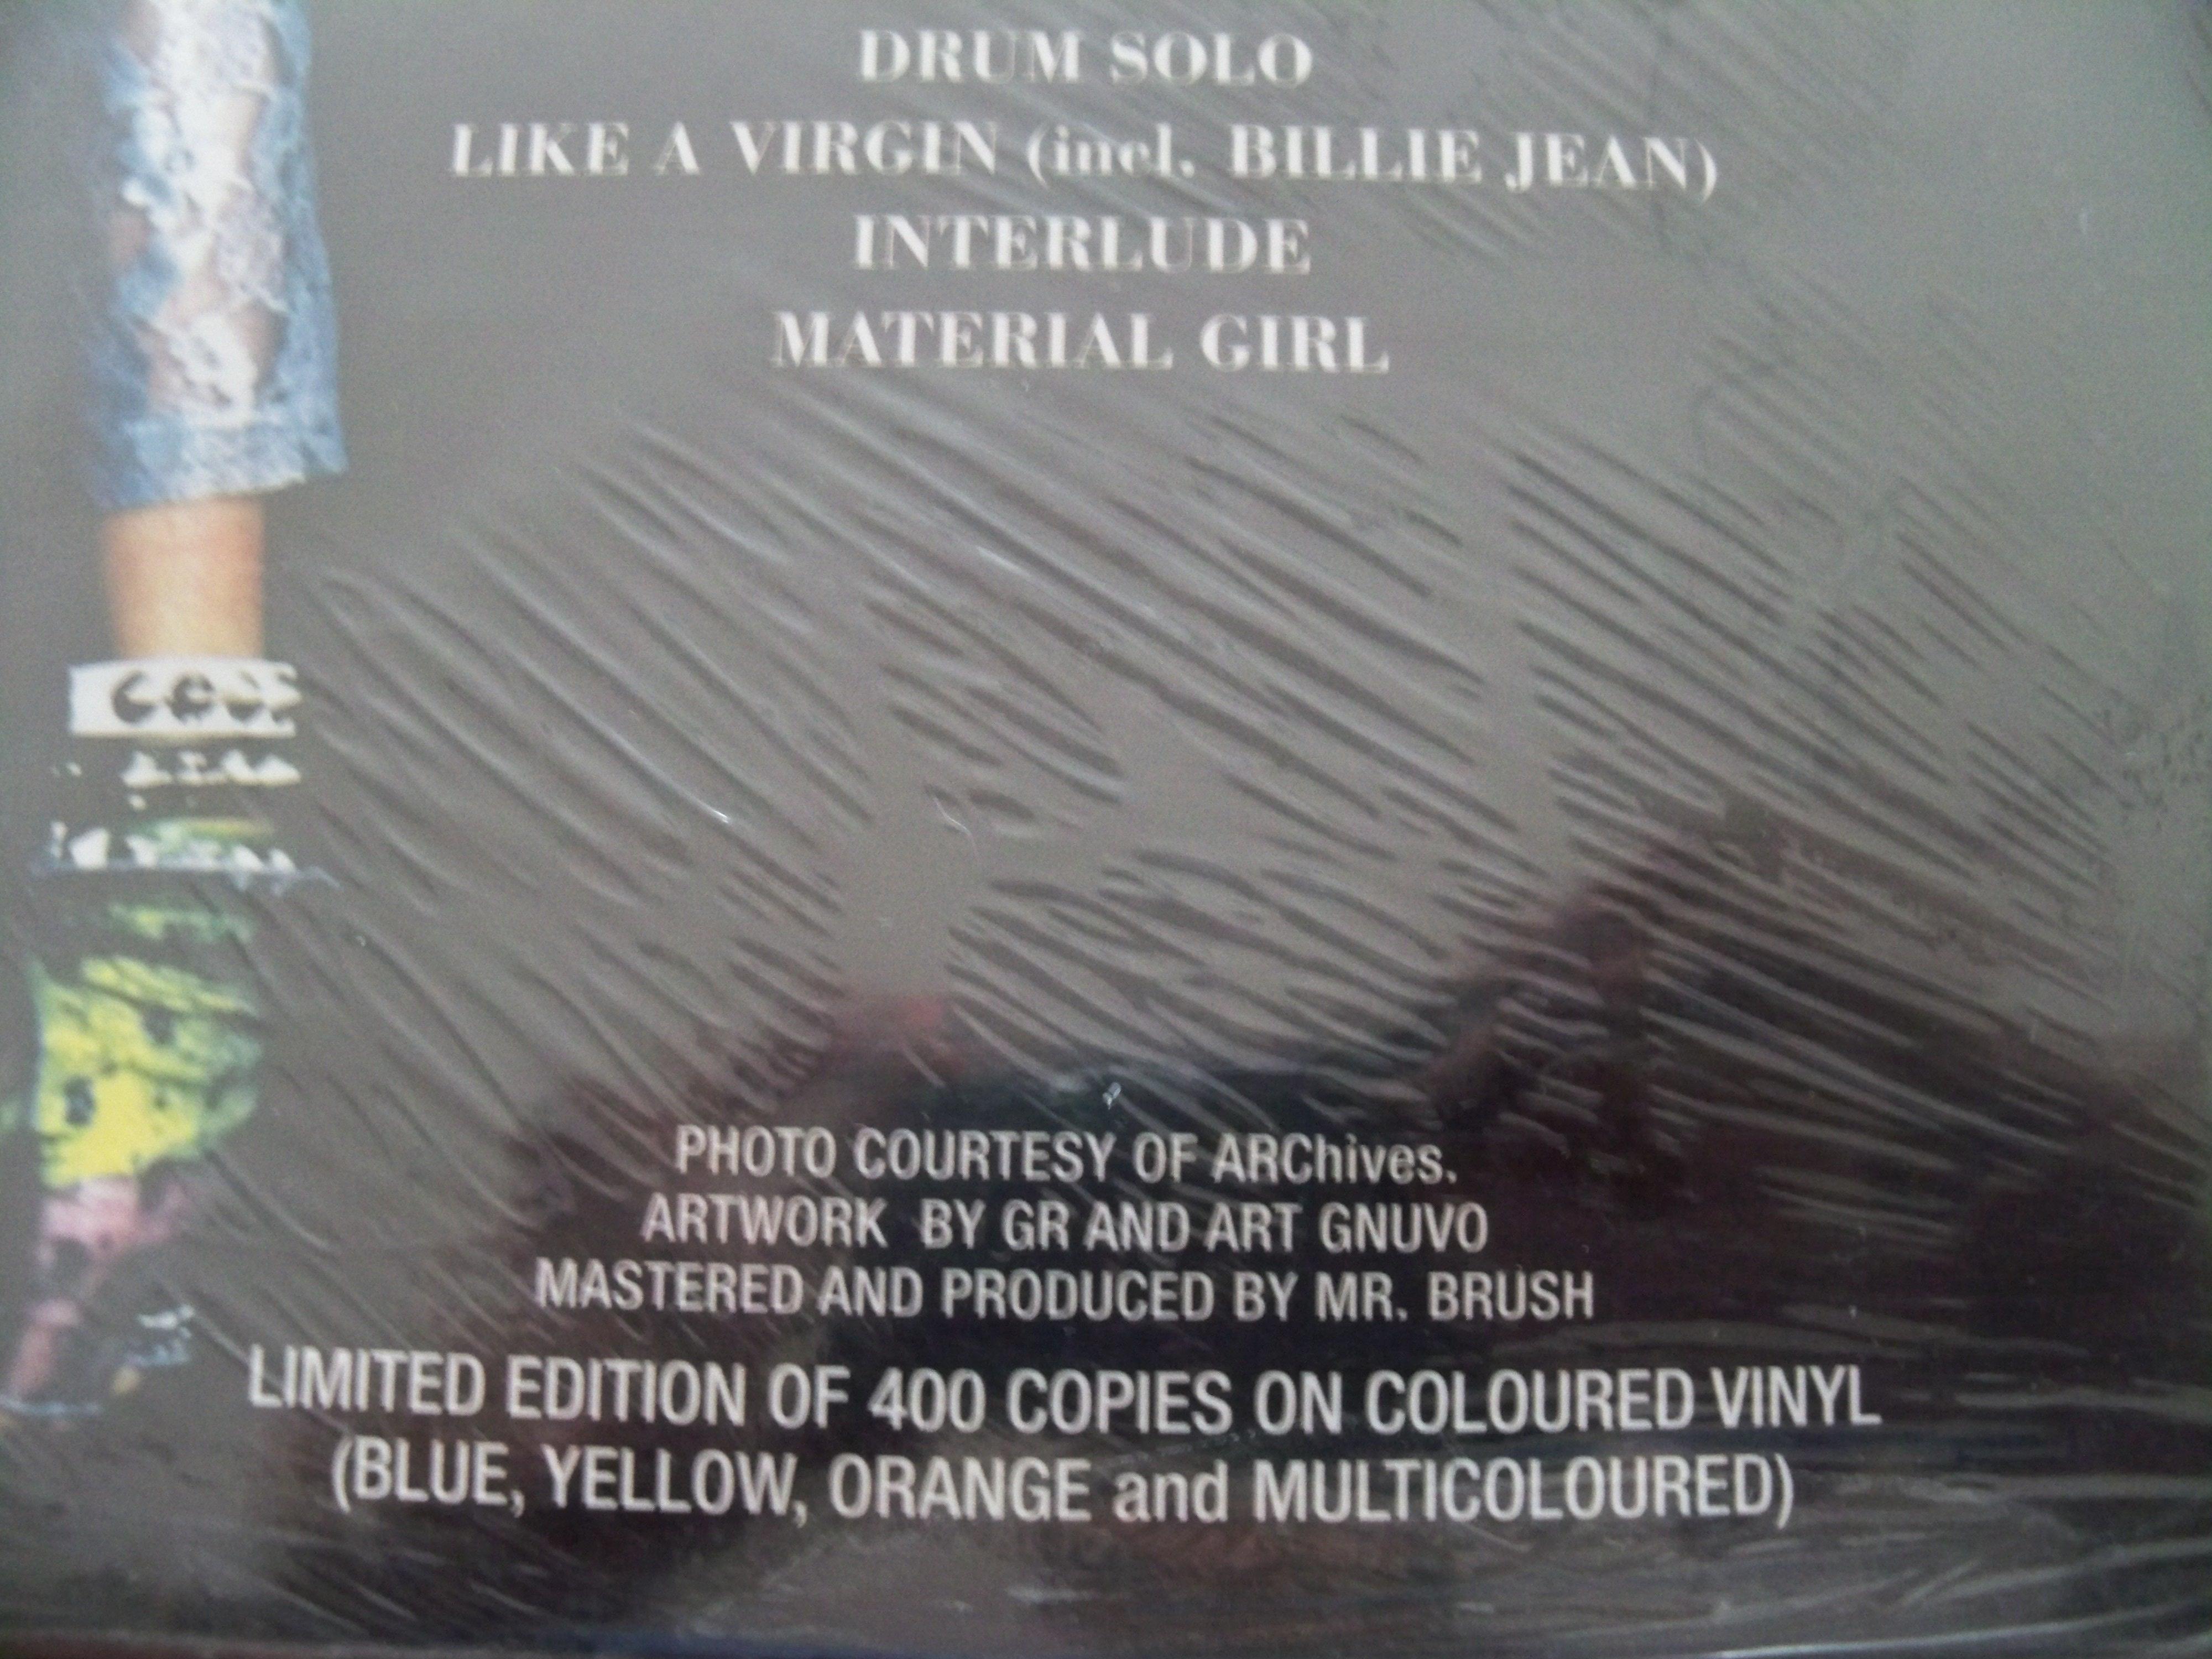 DRUM SOLO
LIKE A VIRGIN (incl. BILLIE JEAN)
INTERLUDE
MATERIAL GIRL
PHOTO COURTESY OF ARChives.
ARTWORK BY GR AND ART GNUVO
MASTERED AND PRODUCED BY MR. BRUSH
LIMITED EDITION OF 400 COPIES ON COLOURED VINYL
(BLUE, YELLOW, ORANGE and MULTICOLOURED)